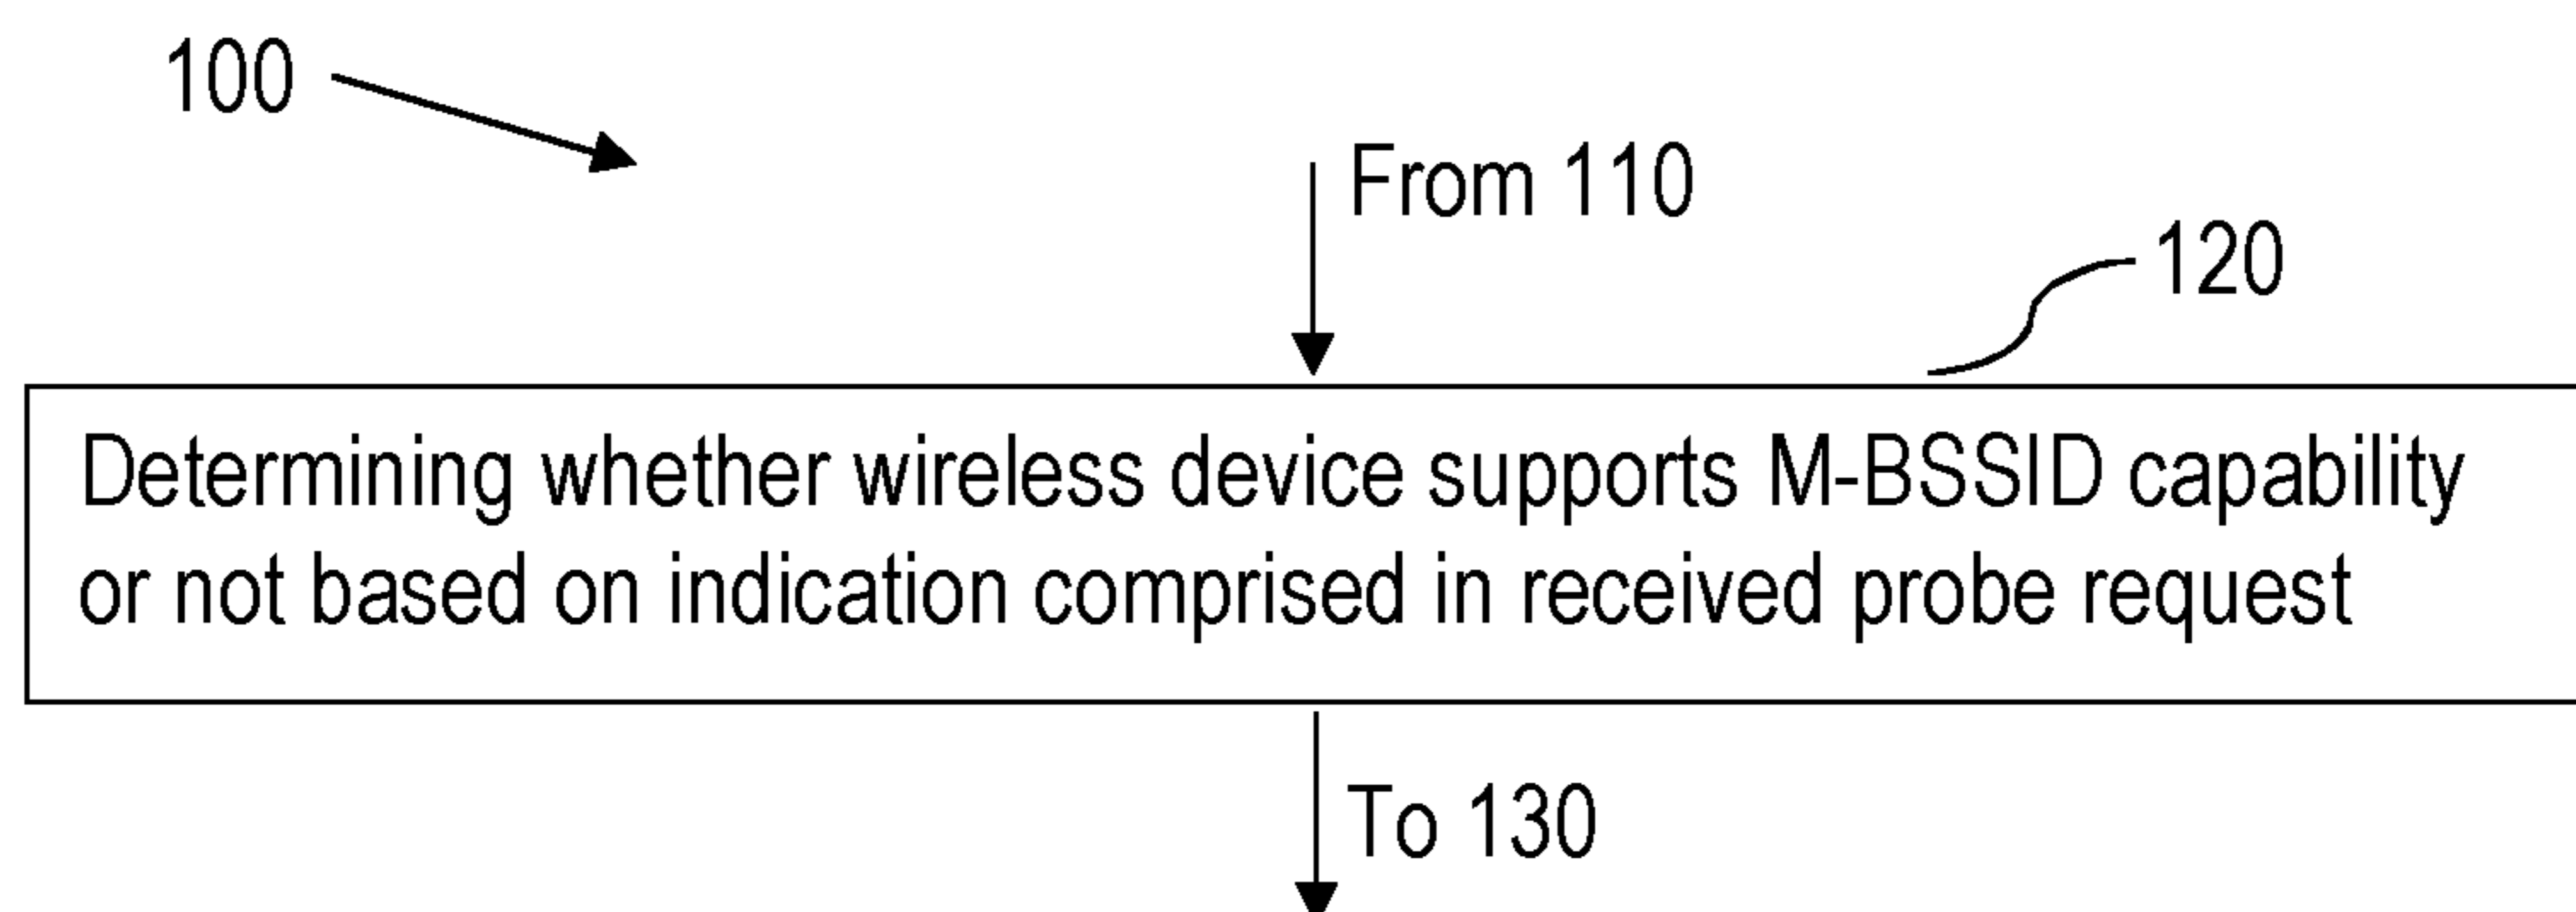 100
From 110
120
Determining whether wireless device supports M-BSSID capability
or not based on indication comprised in received probe request
To 130